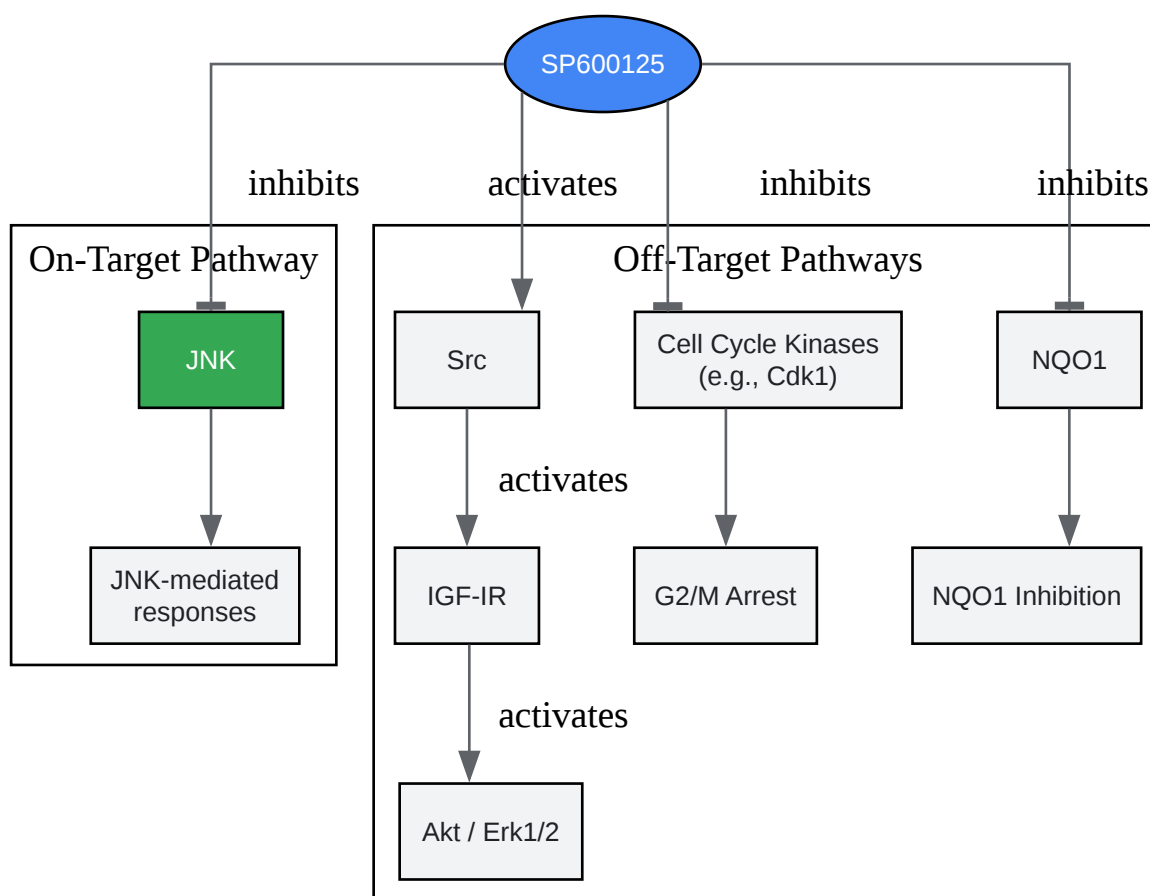 SP600125
inhibits
activates
inhibits
inhibits
On-Target Pathway
Off-Target Pathways
JNK
Src
Cell Cycle Kinases
(e.g., Cdk1)
NQO1
activates
JNK-mediated
responses
IGF-IR
G2/M Arrest
NQO1 Inhibition
activates
Akt / Erk1/2